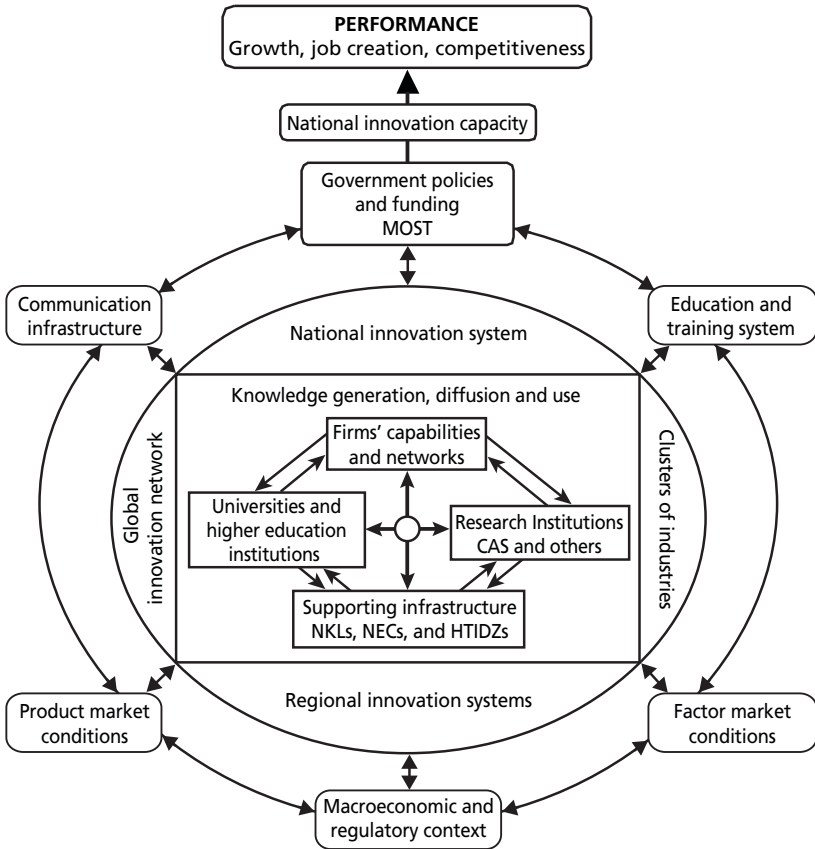 PERFORMANCE
Growth, job creation, competitiveness
National innovation capacity
Government policies
and funding
MOST
Communication
infrastructure
Education and
training system
National innovation system
Knowledge generation, diffusion and use
Firms’ capabilities
and networks
Global
innovation network
Universities and
higher education
institutions
Research Institutions
CAS and others
Clusters of industries
Supporting infrastructure
NKLs, NECs, and HTIDZs
Regional innovation systems
Product market
conditions
Factor market
conditions
Macroeconomic and
regulatory context